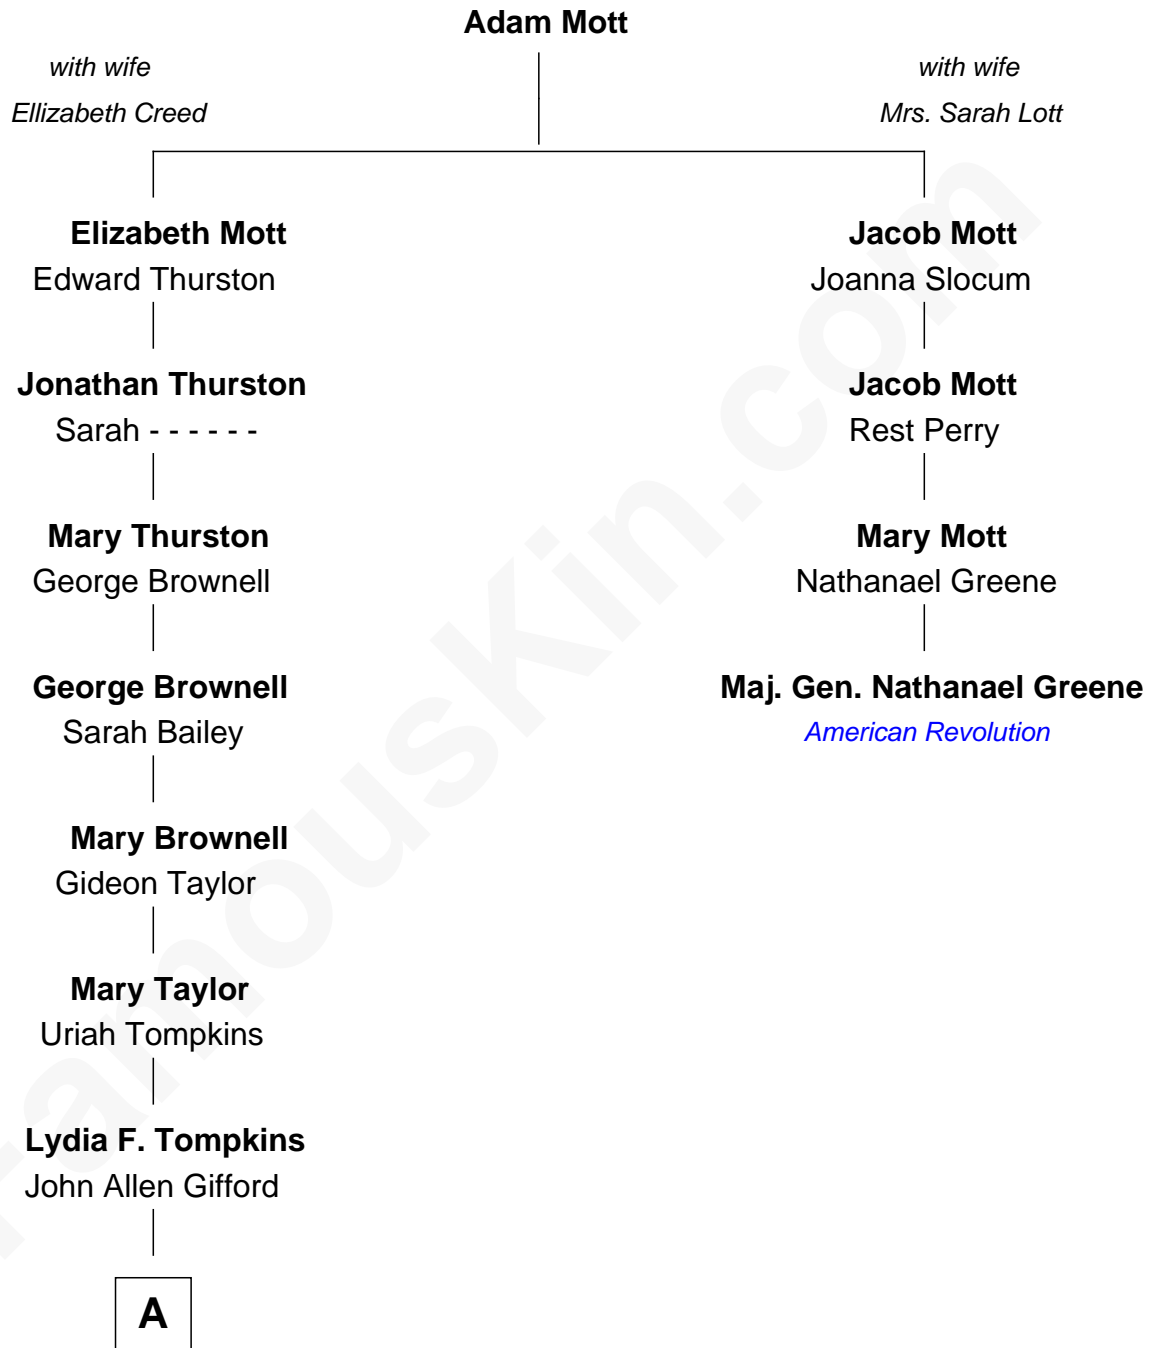 Adam Mott
with wife
Ellizabeth Creed
with wife
Mrs. Sarah Lott
Elizabeth Mott
Edward Thurston
Jacob Mott
Joanna Slocum
Jonathan Thurston
Sarah - - - - - -
Jacob Mott
Rest Perry
Mary Thurston
George Brownell
Mary Mott
Nathanael Greene
George Brownell
Sarah Bailey
Maj. Gen. Nathanael Greene
American Revolution
Mary Brownell
Gideon Taylor
Mary Taylor
Uriah Tompkins
Lydia F. Tompkins
John Allen Gifford
A
FamousKin.com